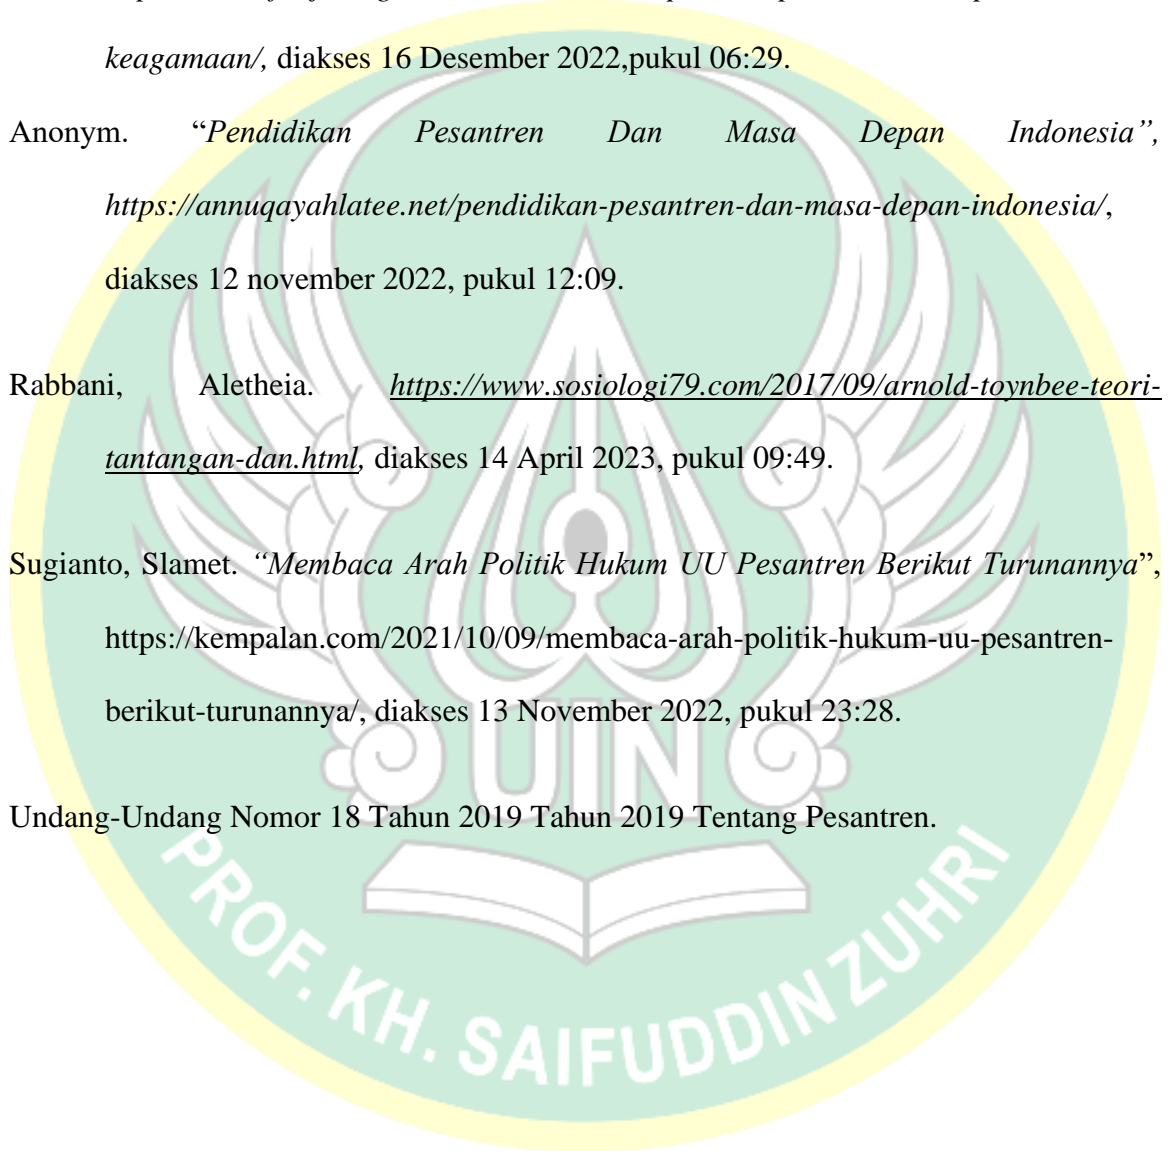 keagamaan/, diakses 16 Desember 2022,pukul 06:29.
Anonym. “Pendidikan Pesantren Dan Masa Depan Indonesia”,
https://annuqayahlatee.net/pendidikan-pesantren-dan-masa-depan-indonesia/,
diakses 12 november 2022, pukul 12:09.
Rabbani, Aletheia. https://www.sosiologi79.com/2017/09/arnold-toynbee-teori-
tantangan-dan.html, diakses 14 April 2023, pukul 09:49.
Sugianto, Slamet. “Membaca Arah Politik Hukum UU Pesantren Berikut Turunannya”,
https://kempalan.com/2021/10/09/membaca-arah-politik-hukum-uu-pesantren-
berikut-turunannya/, diakses 13 November 2022, pukul 23:28.
UIN
Undang-Undang Nomor 18 Tahun 2019 Tahun 2019 Tentang Pesantren.
PROF. KH. SAIFUDDIN ZUHRI